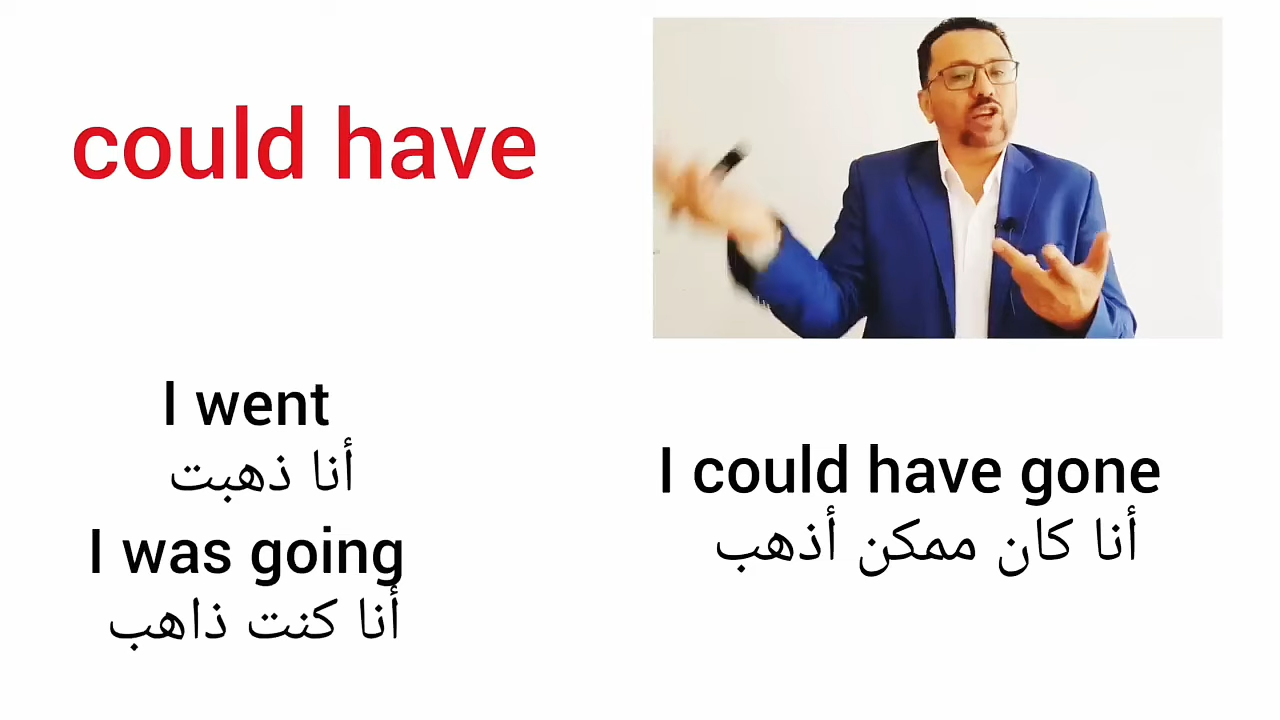 could have
I went
أنا ذهبت
I was going
أنا كنت ذاهب
I could have gone
أنا كان ممكن أذهب